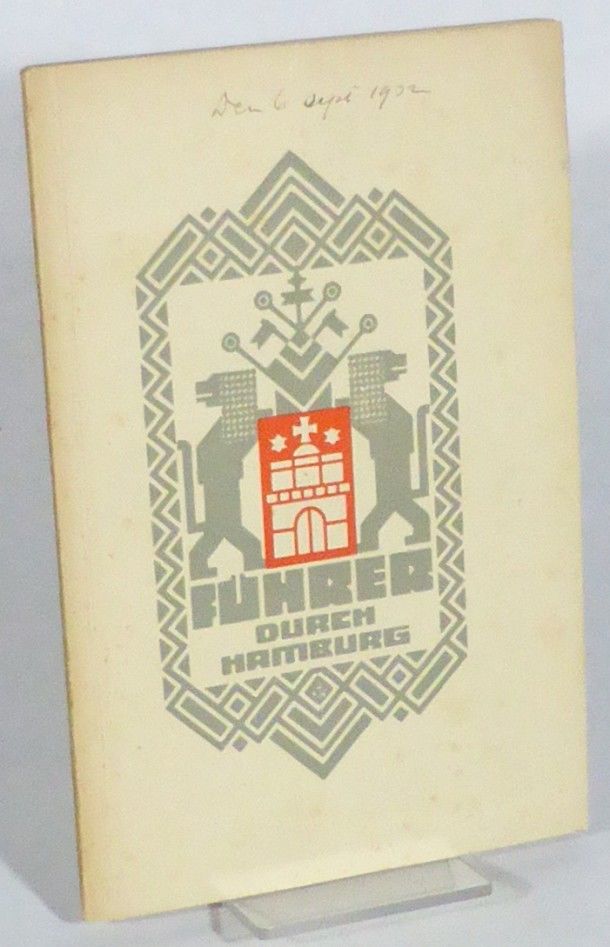 Den 6 Sept 1932
FÜHRER
DURCH
HAMBURG